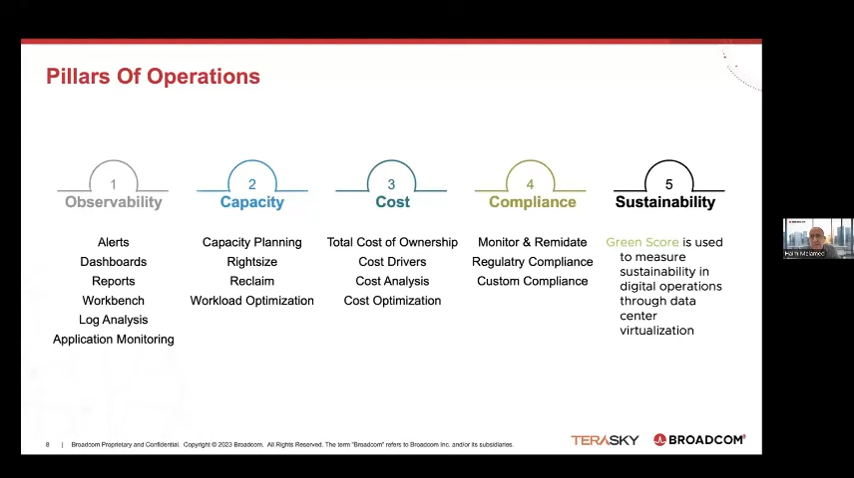 Pillars Of Operations
1
Observability
Alerts
Dashboards
Reports
Workbench
Log Analysis
Application Monitoring
2
Capacity
Capacity Planning
Rightsize
Reclaim
Workload Optimization
3
Cost
Total Cost of Ownership
Cost Drivers
Cost Analysis
Cost Optimization
4
Compliance
Monitor & Remidate
Regulatry Compliance
Custom Compliance
5
Sustainability
Green Score is used
to measure
sustainability in
digital operations
through data
center
virtualization
Haim Melamed
8 | Broadcom Proprietary and Confidential. Copyright © 2023 Broadcom. All Rights Reserved. The term "Broadcom" refers to Broadcom Inc. and/or its subsidiaries.
TERASKY
BROADCOM